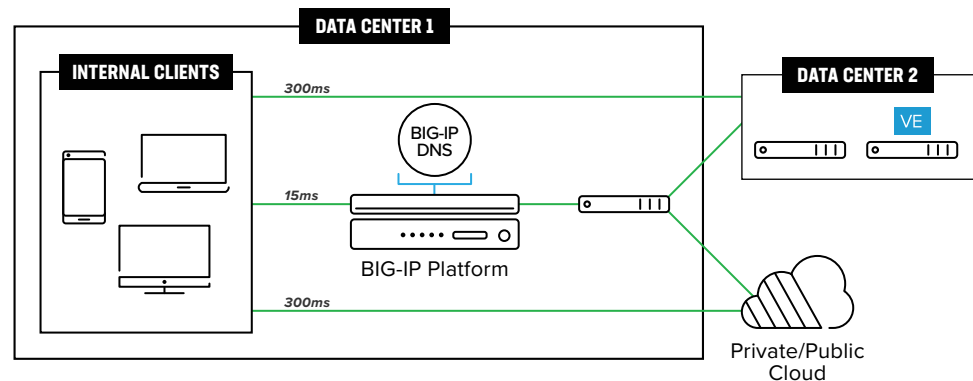 DATA CENTER 1
INTERNAL CLIENTS
DATA CENTER 2
300ms
VE
BIG-IP
DNS
15ms
BIG-IP Platform
300ms
Private/Public
Cloud